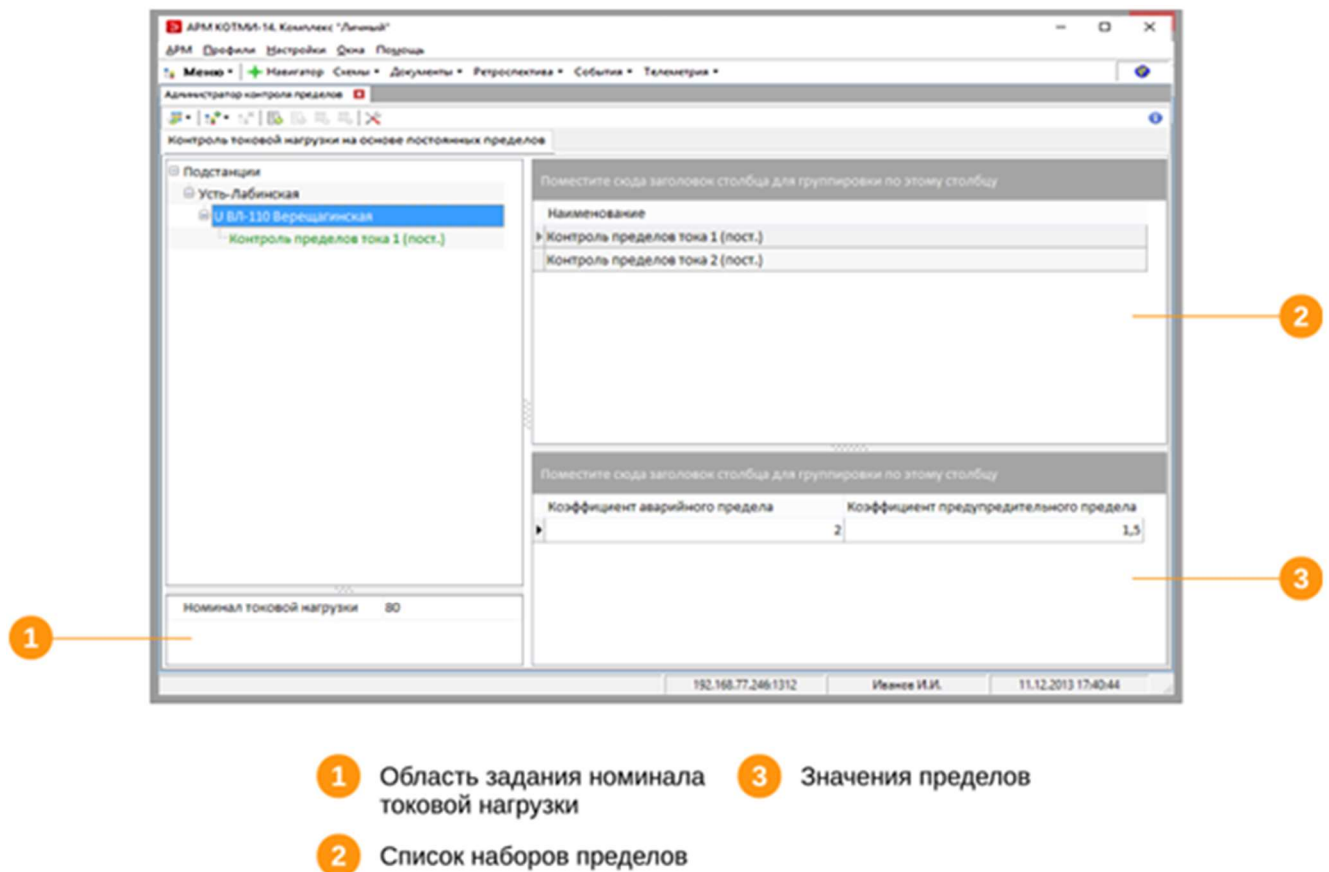 АРМ КОТМИ-14. Комплекс "Личный"
АРМ Профили Настройки Окна Помощь
Меню Навигатор Схемы Документы Ретроспектива События Телеметрия
Администратор контроля пределов
Контроль токовой нагрузки на основе постоянных пределов
Подстанции
Усть-Лабинская
U ВЛ-110 Верещагинская
Контроль пределов тока 1 (пост.)
Поместите сюда заголовок столбца для группировки по этому столбцу
Наименование
Контроль пределов тока 1 (пост.)
Контроль пределов тока 2 (пост.)
2
Поместите сюда заголовок столбца для группировки по этому столбцу
Коэффициент аварийного предела Коэффициент предупредительного предела
2 1,5
3
Номинал токовой нагрузки 80
1
192.168.77.246:1312 Иванов И.И. 11.12.2013 17:40:44
1 Область задания номинала токовой нагрузки
3 Значения пределов
2 Список наборов пределов